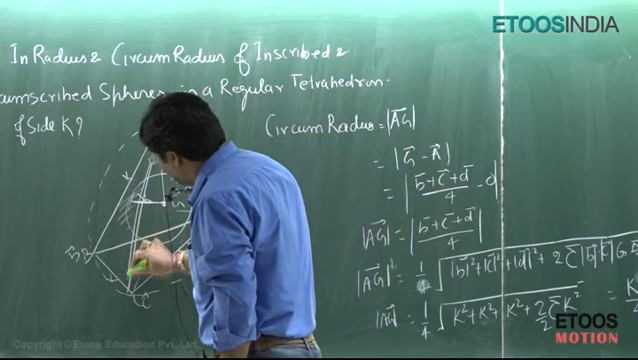 ETOOSINDIA
In Radius & Circum Radius of Inscribed &
cumscribed Spheres in a Regular Tetrahedron.
of Side K ?
Circum Radius = |AG|
= |G - A|
= |b+c+d/4 - 0|
|AG| = |b+c+d/4|
|AG| = 1/4 √|b|²+|c|²+|d|²+2Σ|b||c|
|AG| = 1/4 √K²+K²+K²+2/2 ΣK² = K
B
C
Copyright © Etoos Education Pvt. Ltd.
ETOOS
MOTION